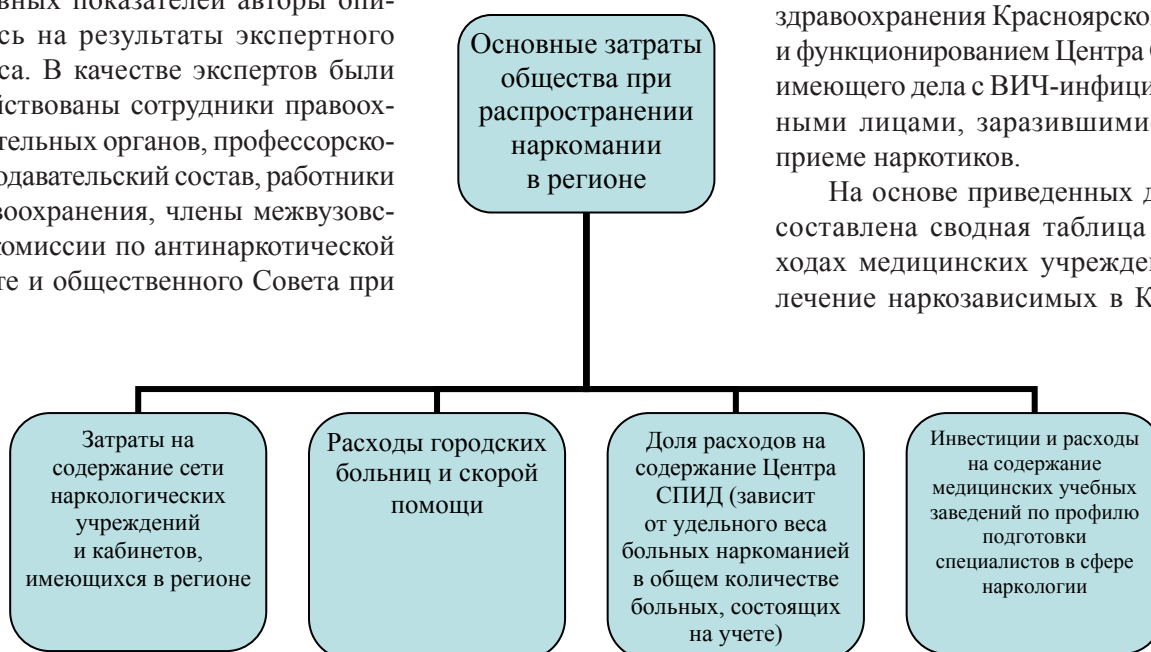 вных показателей авторы опи-
сь на результаты экспертного
са. В качестве экспертов были
йствованы сотрудники правоох-
тельных органов, профессорско-
одавательский состав, работники
воохранения, члены межвузовс-
омиссии по антинаркотической
те и общественного Совета при
Основные затраты
общества при
распространении
наркомании
в регионе
здравоохранения Красноярског
и функционированием Центра С
имеющего дела с ВИЧ-инфици
ными лицами, заразившимис
приеме наркотиков.
На основе приведенных д
составлена сводная таблица
ходах медицинских учрежден
лечение наркозависимых в К
Затраты на
содержание сети
наркологических
учреждений
и кабинетов,
имеющихся в регионе
Расходы городских
больниц и скорой
помощи
Доля расходов на
содержание Центра
СПИД (зависит
от удельного веса
больных наркоманией
в общем количестве
больных, состоящих
на учете)
Инвестиции и расходы
на содержание
медицинских учебных
заведений по профилю
подготовки
специалистов в сфере
наркологии